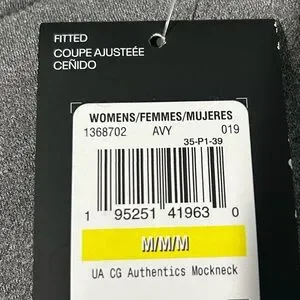 FITTED
COUPE AJUSTEÉE
CEÑIDO
WOMENS/FEMMES/MUJERES
1368702 AVY 019
35-P1-39
1 95251 41963 0
M/M/M
UA CG Authentics Mockneck